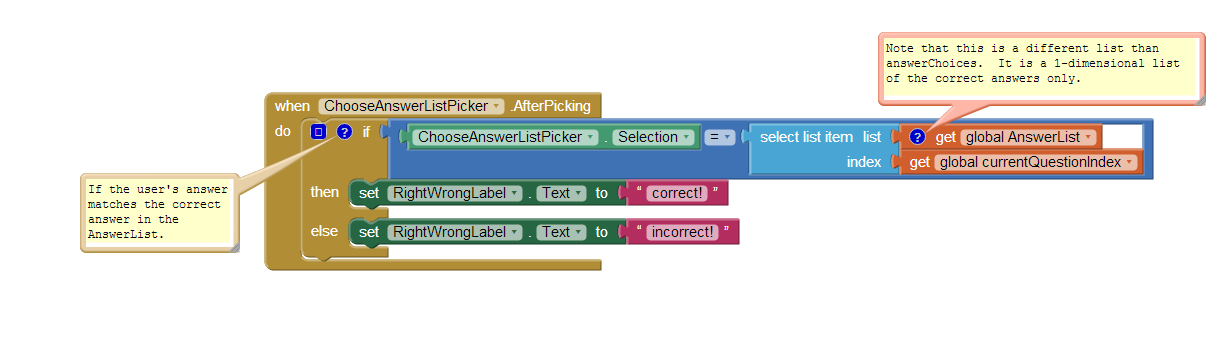 Note that this is a different list than
answerChoices.  It is a 1-dimensional list
of the correct answers only.
when ChooseAnswerListPicker .AfterPicking
do ? if ChooseAnswerListPicker . Selection = select list item list ? get global AnswerList
index get global currentQuestionIndex
If the user's answer
matches the correct
answer in the
AnswerList.
then set RightWrongLabel . Text to “ correct! ”
else set RightWrongLabel . Text to “ incorrect! ”